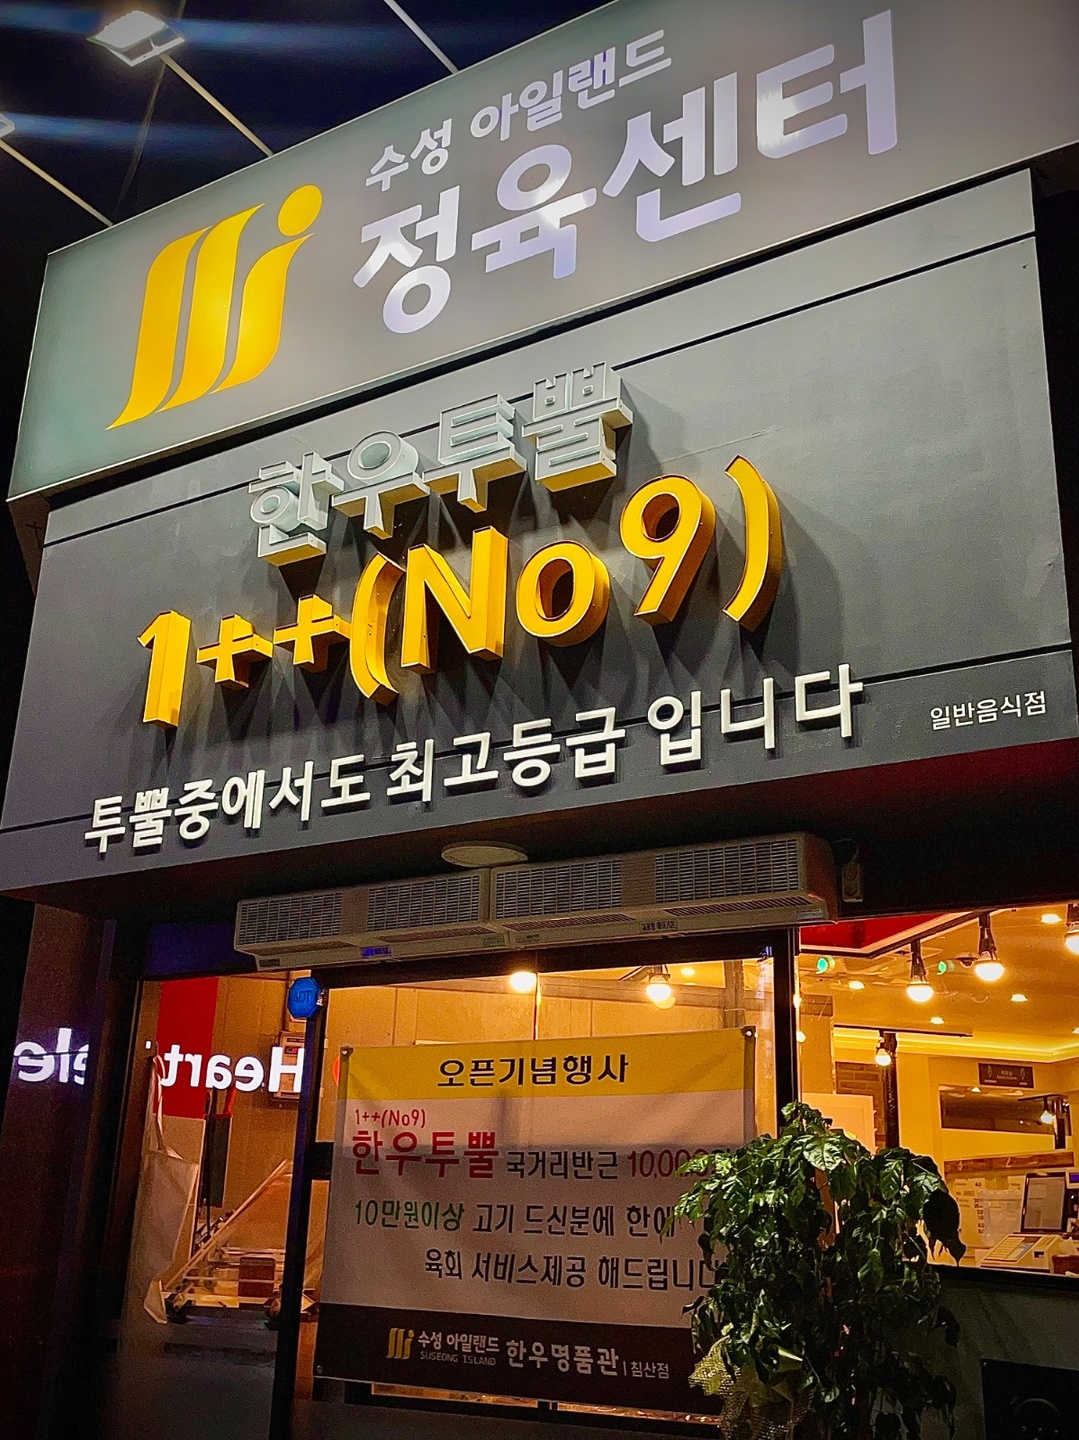 수성 아일랜드
정육센터
한우투뿔
1++(No9)
투뿔중에서도 최고등급 입니다
일반음식점
ADT
Heart
ele
오픈기념행사
1++(No9)
한우투뿔 국거리반근
10만원이상 고기 드신분에
육회 서비스제공 해드립니다
수성 아일랜드
SUSEONG ISLAND
한우명품관 | 침산점